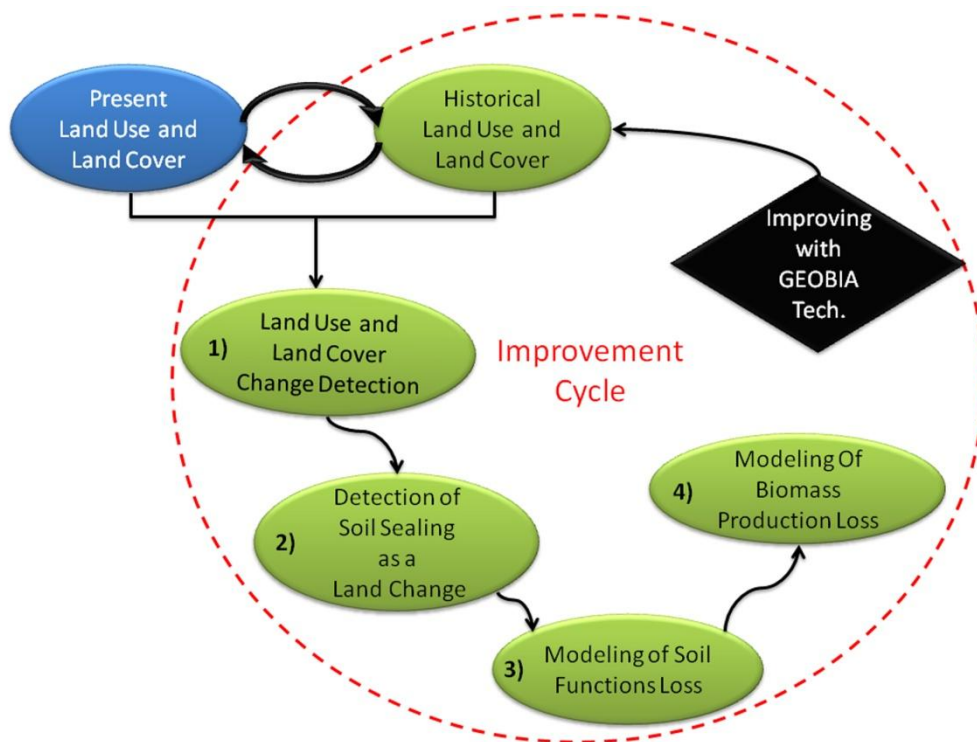 Present
Land Use and
Land Cover
Historical
Land Use and
Land Cover
Improving
with
GEOBIA
Tech.
1)
Land Use and
Land Cover
Change Detection
Improvement
Cycle
2)
Detection of
Soil Sealing
as a
Land Change
3)
Modeling of Soil
Functions Loss
4)
Modeling Of
Biomass
Production Loss